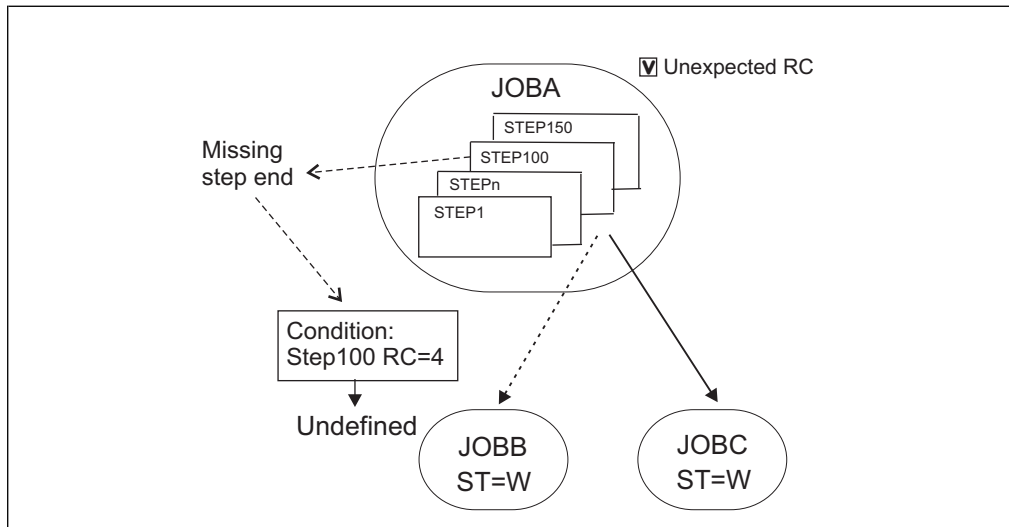 Unexpected RC
JOBA
STEP150
STEP100
STEPn
STEP1
Missing
step end
Condition:
Step100 RC=4
Undefined
JOBB
ST=W
JOBC
ST=W